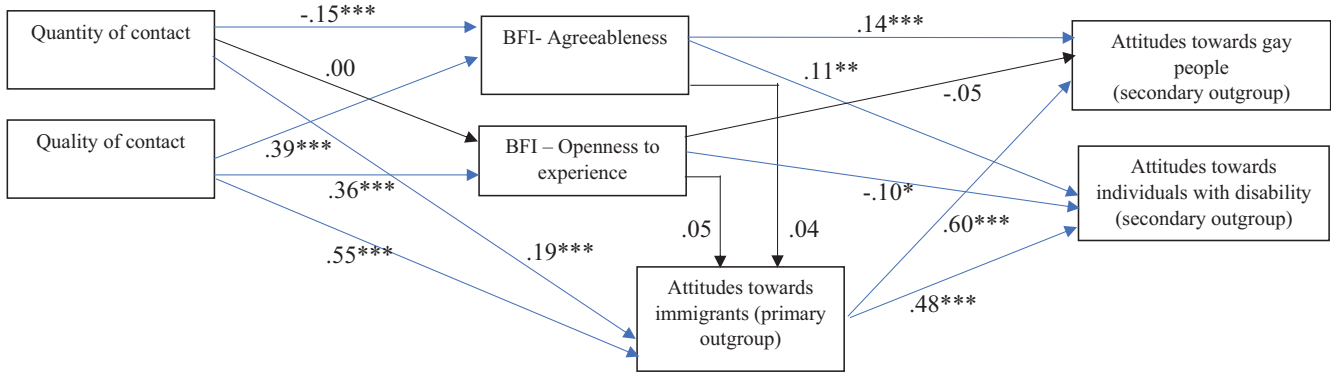 Quantity of contact
-.15***
BFI- Agreeableness
.14***
Attitudes towards gay
people
(secondary outgroup)
.00
.11**
-.05
Quality of contact
.39***
BFI – Openness to
experience
.36***
-.10*
Attitudes towards
individuals with disability
(secondary outgroup)
.55***
.19***
.05
.04
.60***
Attitudes towards
immigrants (primary
outgroup)
.48***